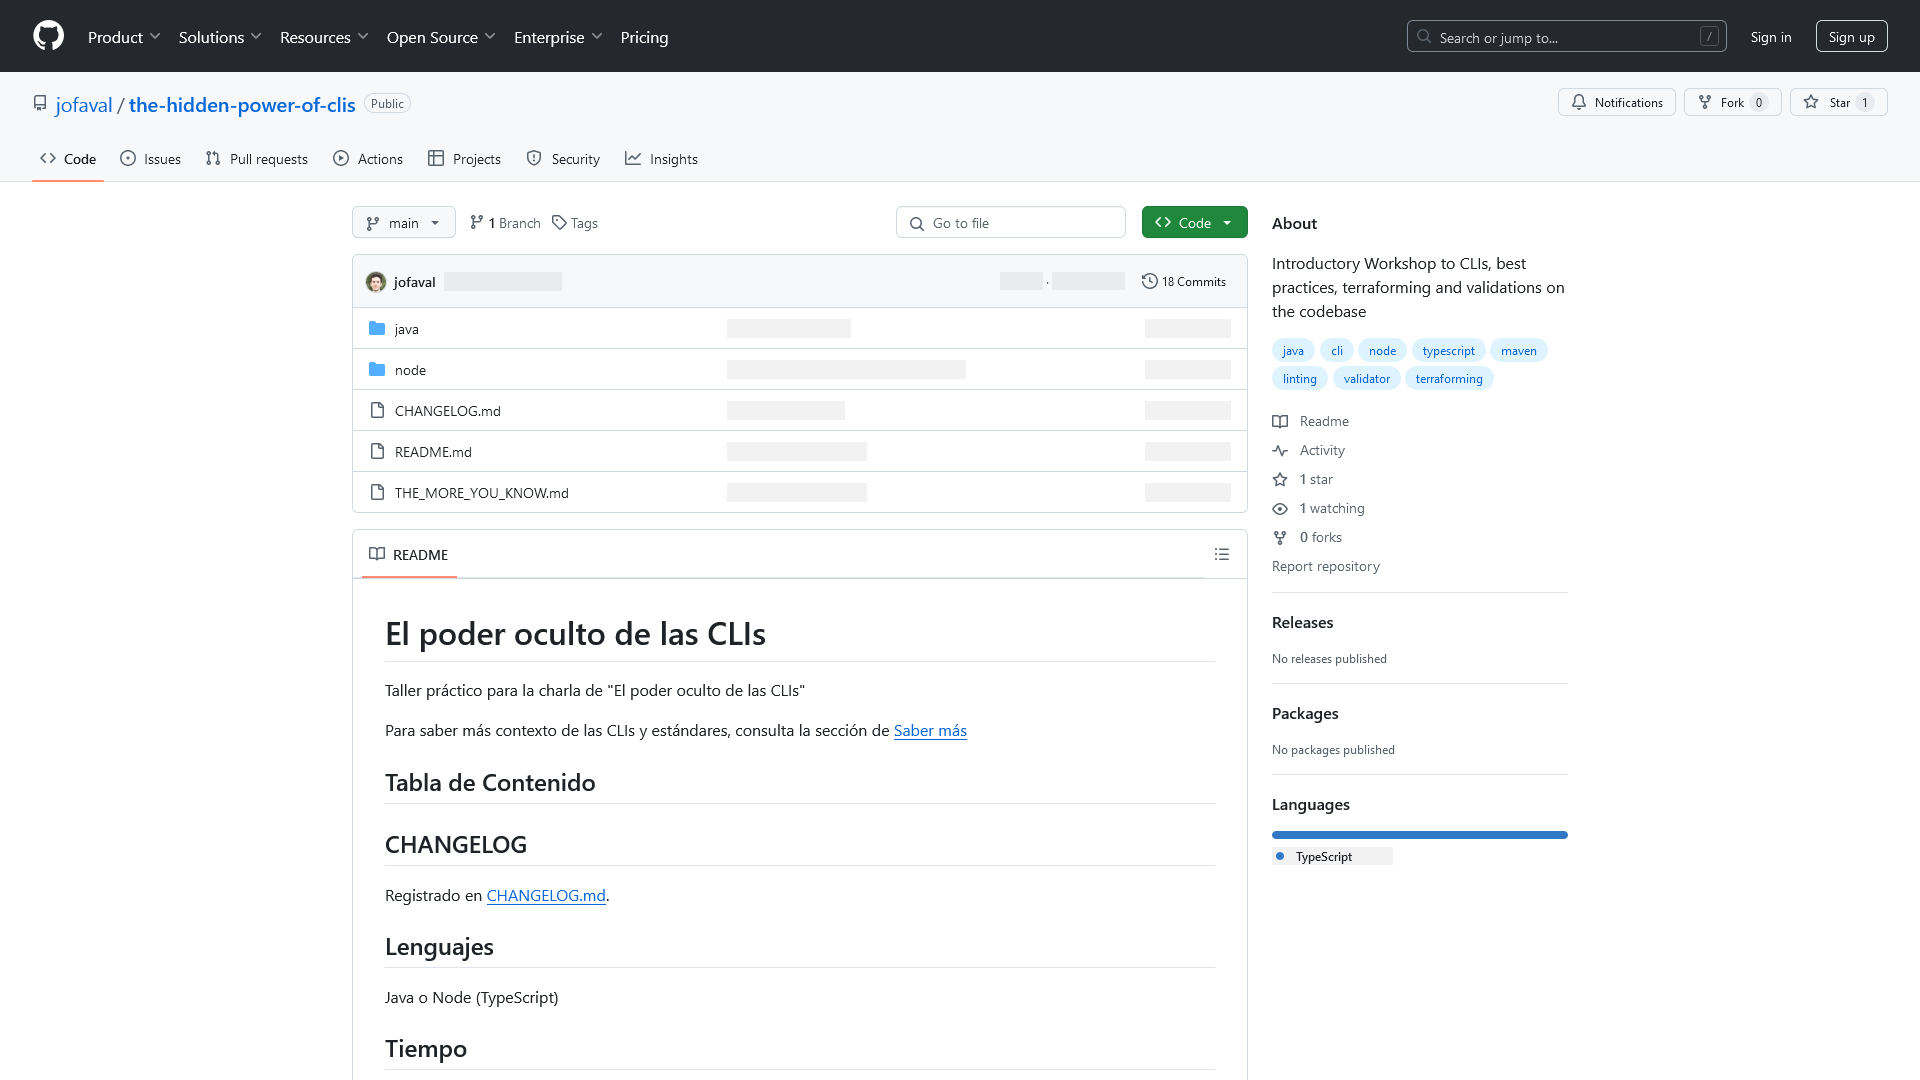 Product Solutions Resources Open Source Enterprise Pricing Search or jump to... / Sign in Sign up
jofaval / the-hidden-power-of-clis Public Notifications Fork 0 Star 1
Code Issues Pull requests Actions Projects Security Insights
main 1 Branch Tags Go to file Code
jofaval · 18 Commits
java
node
CHANGELOG.md
README.md
THE_MORE_YOU_KNOW.md
README
El poder oculto de las CLIs
Taller práctico para la charla de "El poder oculto de las CLIs"
Para saber más contexto de las CLIs y estándares, consulta la sección de Saber más
Tabla de Contenido
CHANGELOG
Registrado en CHANGELOG.md.
Lenguajes
Java o Node (TypeScript)
Tiempo
About
Introductory Workshop to CLIs, best
practices, terraforming and validations on
the codebase
java cli node typescript maven
linting validator terraforming
Readme
Activity
1 star
1 watching
0 forks
Report repository
Releases
No releases published
Packages
No packages published
Languages
TypeScript